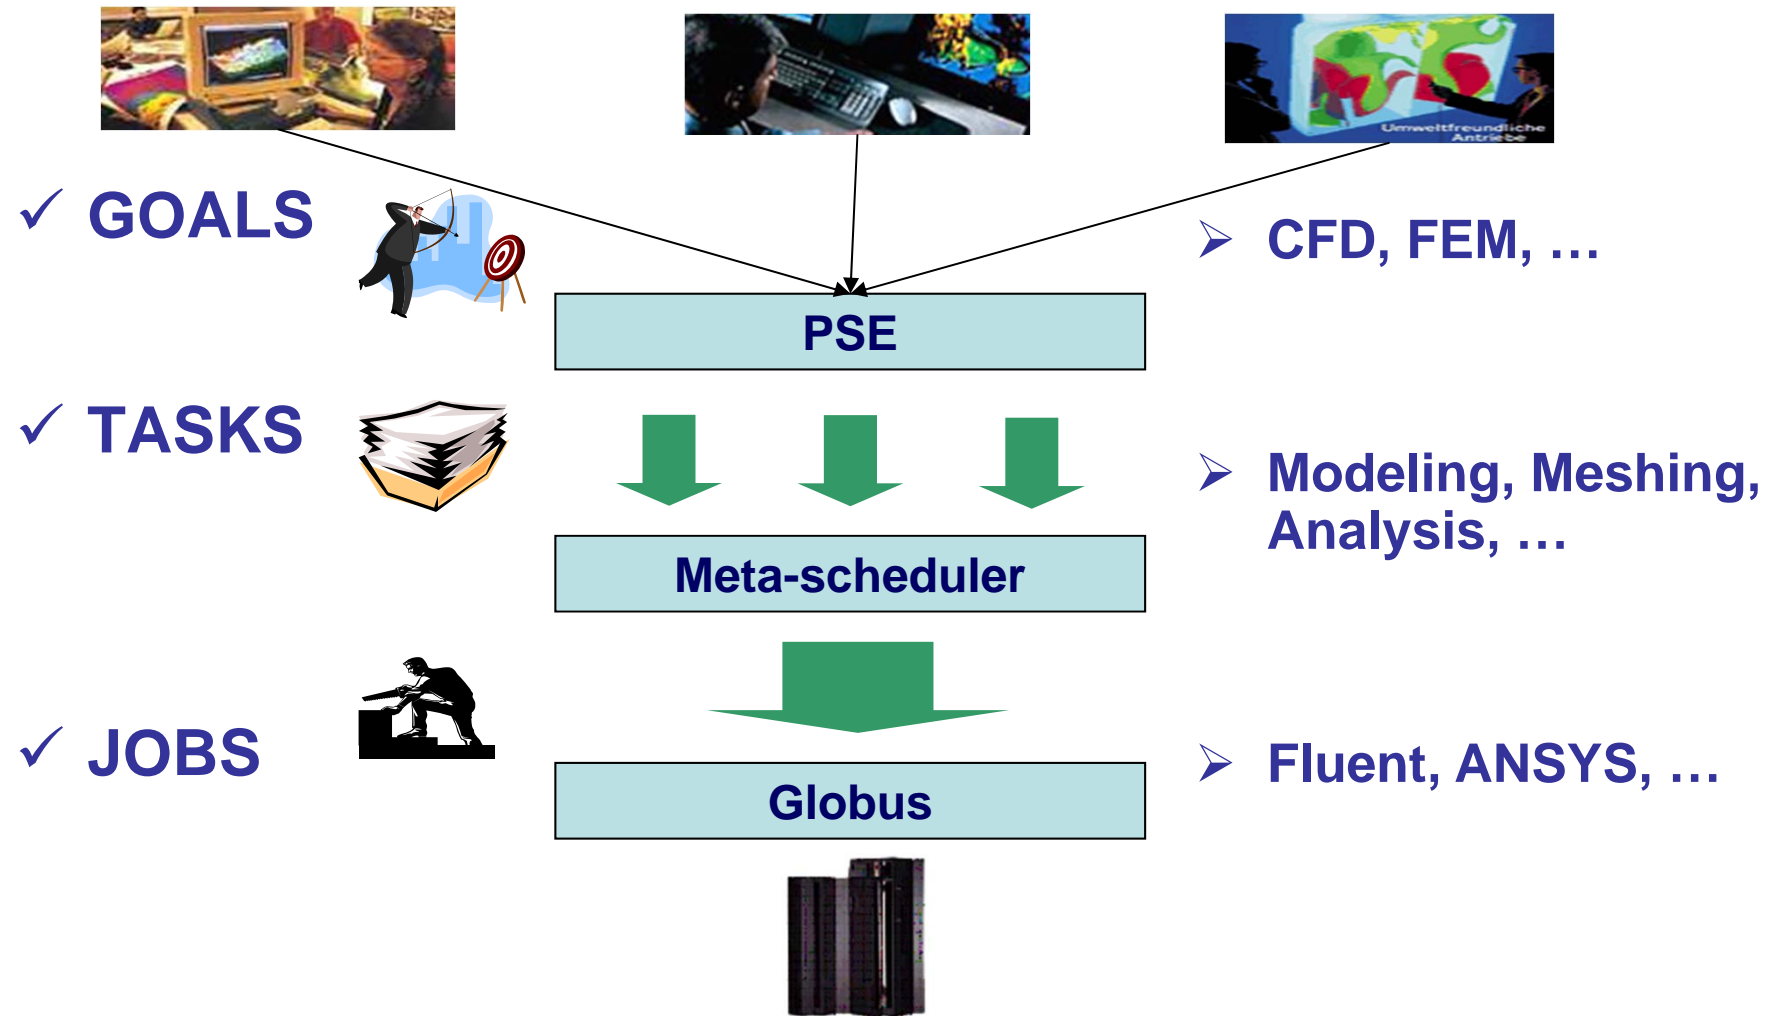 Umweltfreundliche
Antriebe
GOALS
CFD, FEM, …
PSE
TASKS
Modeling, Meshing,
Analysis, …
Meta-scheduler
JOBS
Fluent, ANSYS, …
Globus